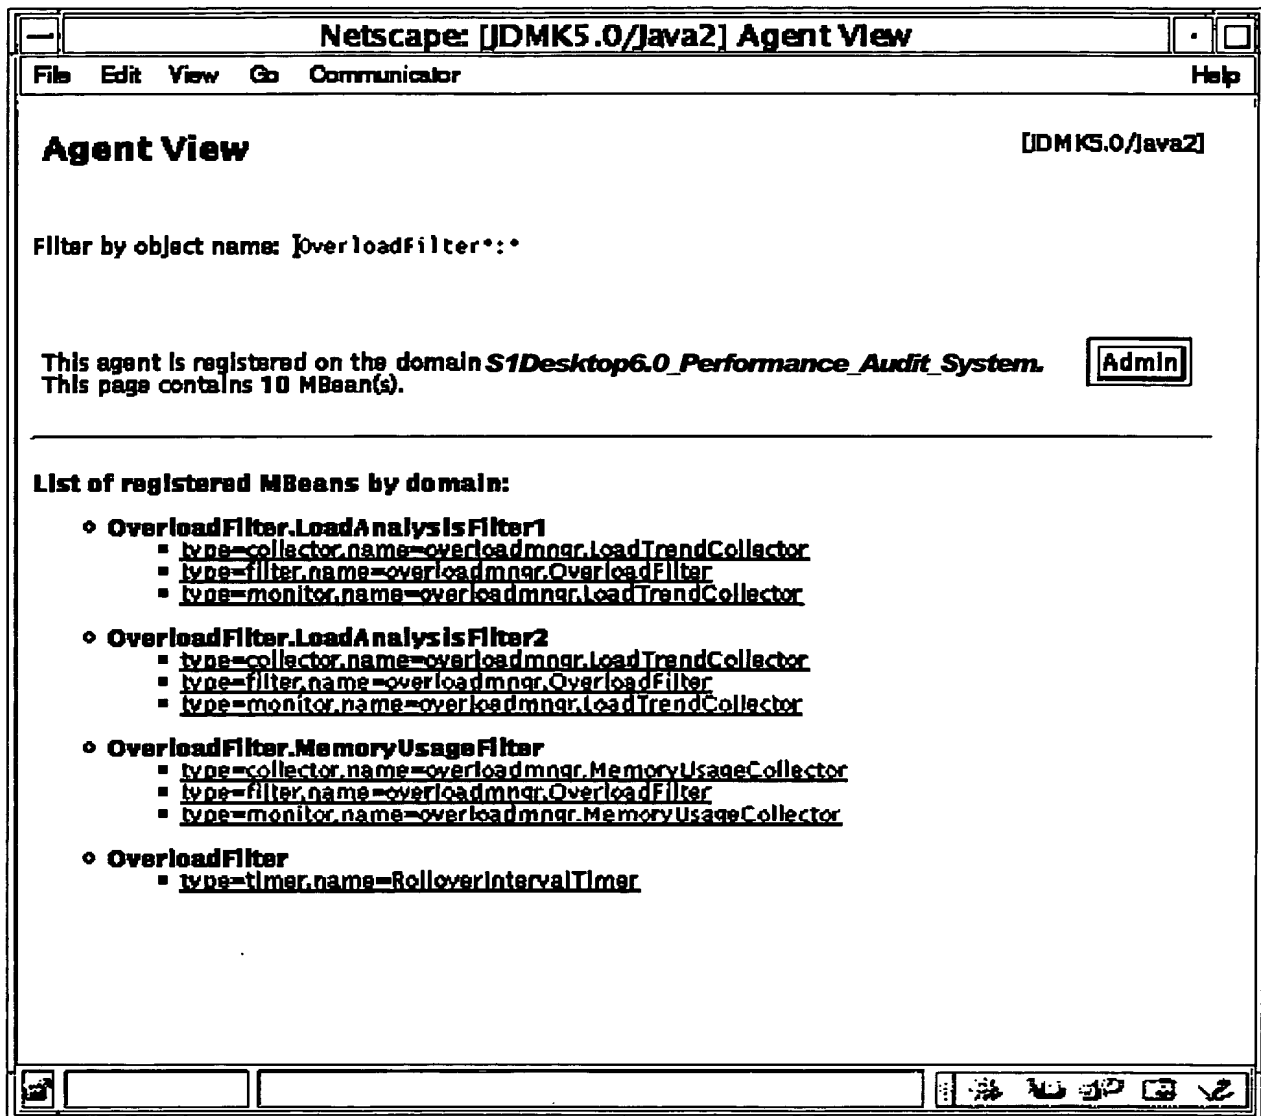 Netscape: [JDMK5.0/Java2] Agent View
File Edit View Go Communicator Help
Agent View [JDMK5.0/Java2]
Filter by object name: OverloadFilter*:*
This agent is registered on the domain S1Desktop6.0_Performance_Audit_System. Admin
This page contains 10 MBean(s).
List of registered MBeans by domain:
OverloadFilter.LoadAnalysisFilter1
type=collector,name=overloadmngr.LoadTrendCollector
type=filter,name=overloadmngr.OverloadFilter
type=monitor,name=overloadmngr.LoadTrendCollector
OverloadFilter.LoadAnalysisFilter2
type=collector,name=overloadmngr.LoadTrendCollector
type=filter,name=overloadmngr.OverloadFilter
type=monitor,name=overloadmngr.LoadTrendCollector
OverloadFilter.MemoryUsageFilter
type=collector,name=overloadmngr.MemoryUsageCollector
type=filter,name=overloadmngr.OverloadFilter
type=monitor,name=overloadmngr.MemoryUsageCollector
OverloadFilter
type=timer,name=RolloverIntervalTimer